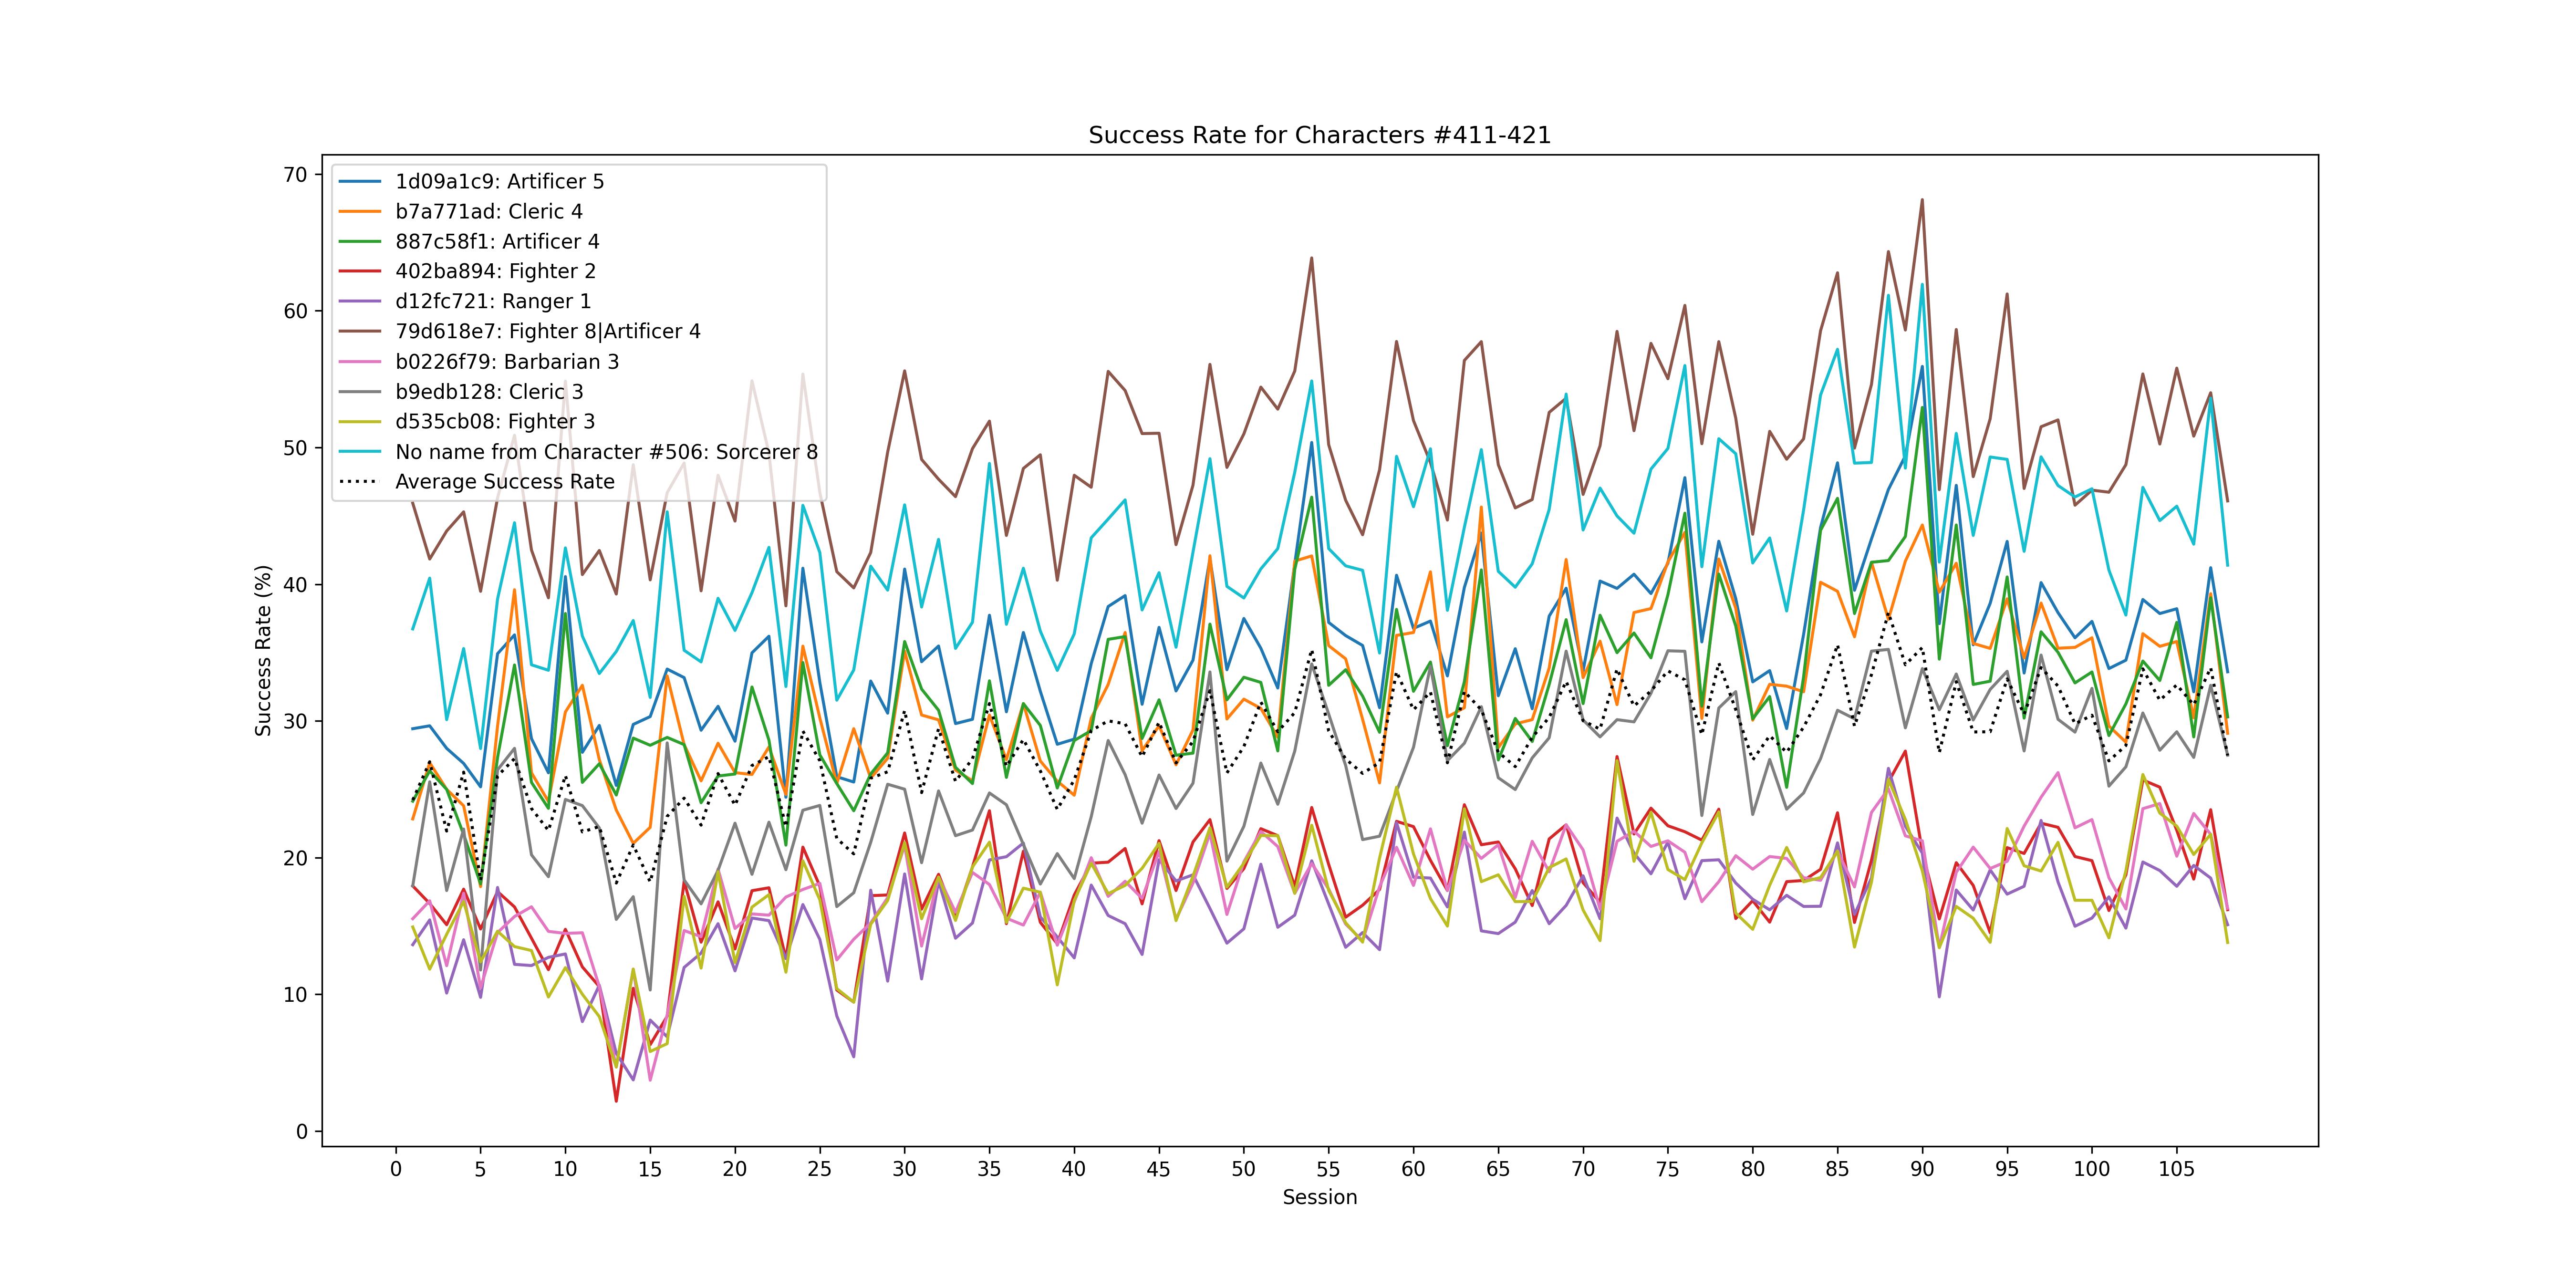 Success Rate for Characters #411-421
1d09a1c9: Artificer 5
b7a771ad: Cleric 4
887c58f1: Artificer 4
402ba894: Fighter 2
d12fc721: Ranger 1
79d618e7: Fighter 8|Artificer 4
b0226f79: Barbarian 3
b9edb128: Cleric 3
d535cb08: Fighter 3
No name from Character #506: Sorcerer 8
Average Success Rate
Success Rate (%)
70
60
50
40
30
20
10
0
0 5 10 15 20 25 30 35 40 45 50 55 60 65 70 75 80 85 90 95 100 105
Session